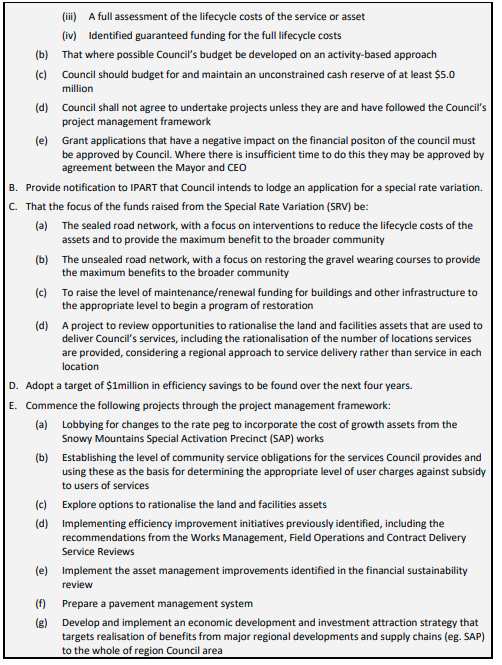 (iii) A full assessment of the lifecycle costs of the service or asset
(iv) Identified guaranteed funding for the full lifecycle costs
(b) That where possible Council's budget be developed on an activity-based approach
(c) Council should budget for and maintain an unconstrained cash reserve of at least $5.0
million
(d) Council shall not agree to undertake projects unless they are and have followed the Council's
project management framework
(e) Grant applications that have a negative impact on the financial positon of the council must
be approved by Council. Where there is insufficient time to do this they may be approved by
agreement between the Mayor and CEO
B. Provide notification to IPART that Council intends to lodge an application for a special rate variation.
C. That the focus of the funds raised from the Special Rate Variation (SRV) be:
(a) The sealed road network, with a focus on interventions to reduce the lifecycle costs of the
assets and to provide the maximum benefit to the broader community
(b) The unsealed road network, with a focus on restoring the gravel wearing courses to provide
the maximum benefits to the broader community
(c) To raise the level of maintenance/renewal funding for buildings and other infrastructure to
the appropriate level to begin a program of restoration
(d) A project to review opportunities to rationalise the land and facilities assets that are used to
deliver Council's services, including the rationalisation of the number of locations services
are provided, considering a regional approach to service delivery rather than service in each
location
D. Adopt a target of $1million in efficiency savings to be found over the next four years.
E. Commence the following projects through the project management framework:
(a) Lobbying for changes to the rate peg to incorporate the cost of growth assets from the
Snowy Mountains Special Activation Precinct (SAP) works
(b) Establishing the level of community service obligations for the services Council provides and
using these as the basis for determining the appropriate level of user charges against subsidy
to users of services
(c) Explore options to rationalise the land and facilities assets
(d) Implementing efficiency improvement initiatives previously identified, including the
recommendations from the Works Management, Field Operations and Contract Delivery
Service Reviews
(e) Implement the asset management improvements identified in the financial sustainability
review
(f) Prepare a pavement management system
(g) Develop and implement an economic development and investment attraction strategy that
targets realisation of benefits from major regional developments and supply chains (eg. SAP)
to the whole of region Council area